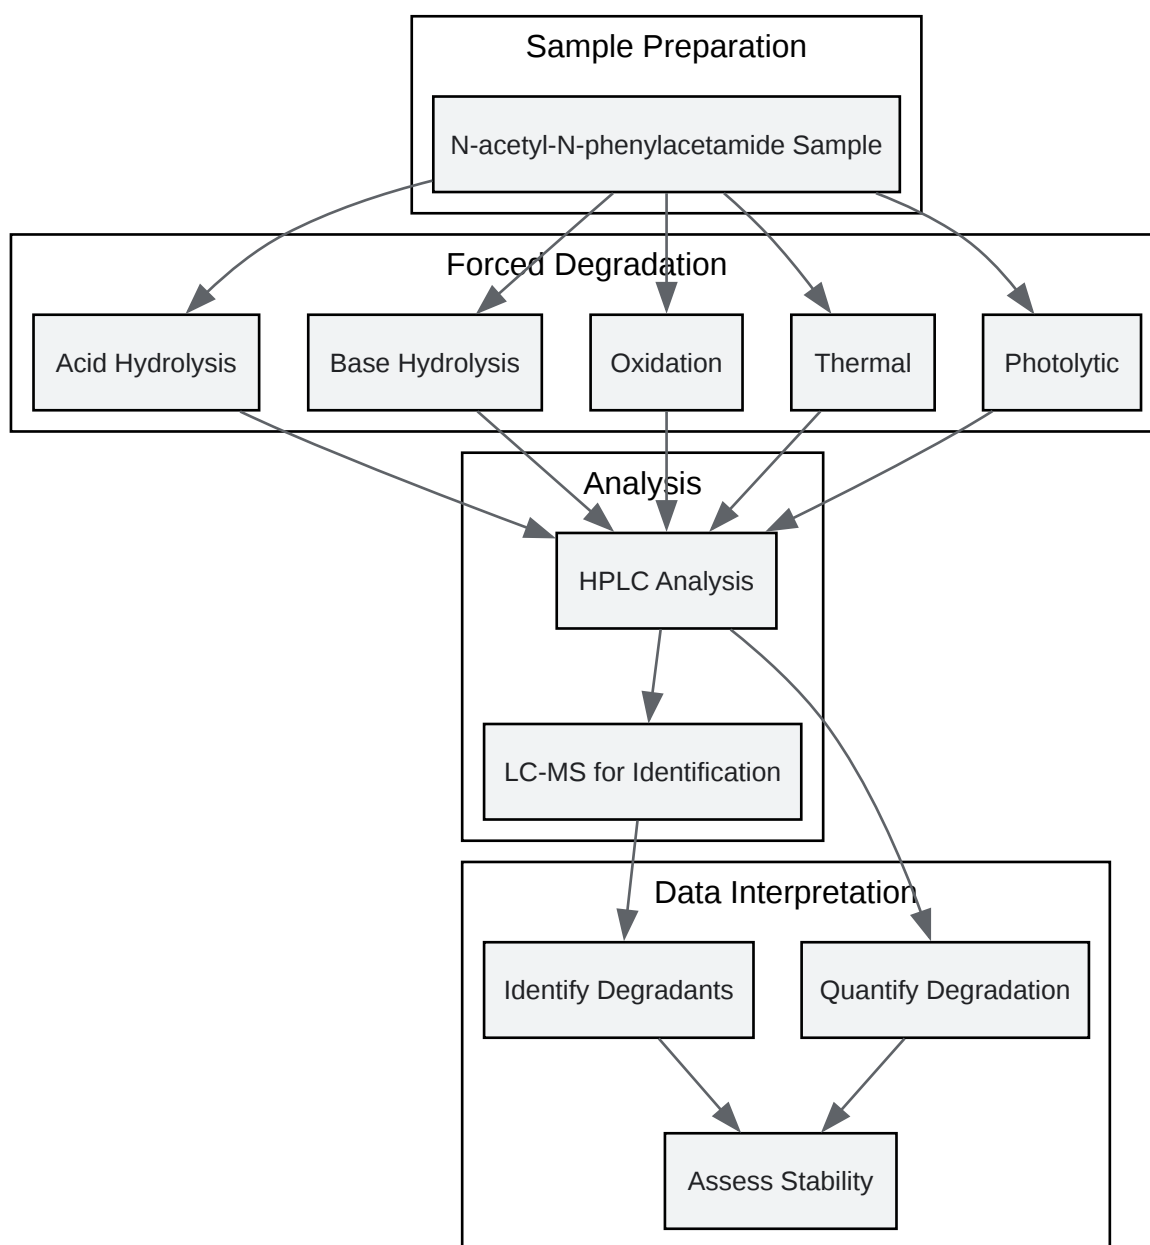 Sample Preparation
N-acetyl-N-phenylacetamide Sample
Forced Degradation
Acid Hydrolysis
Base Hydrolysis
Oxidation
Thermal
Photolytic
Analysis
HPLC Analysis
LC-MS for Identification
Data Interpretation
Identify Degradants
Quantify Degradation
Assess Stability